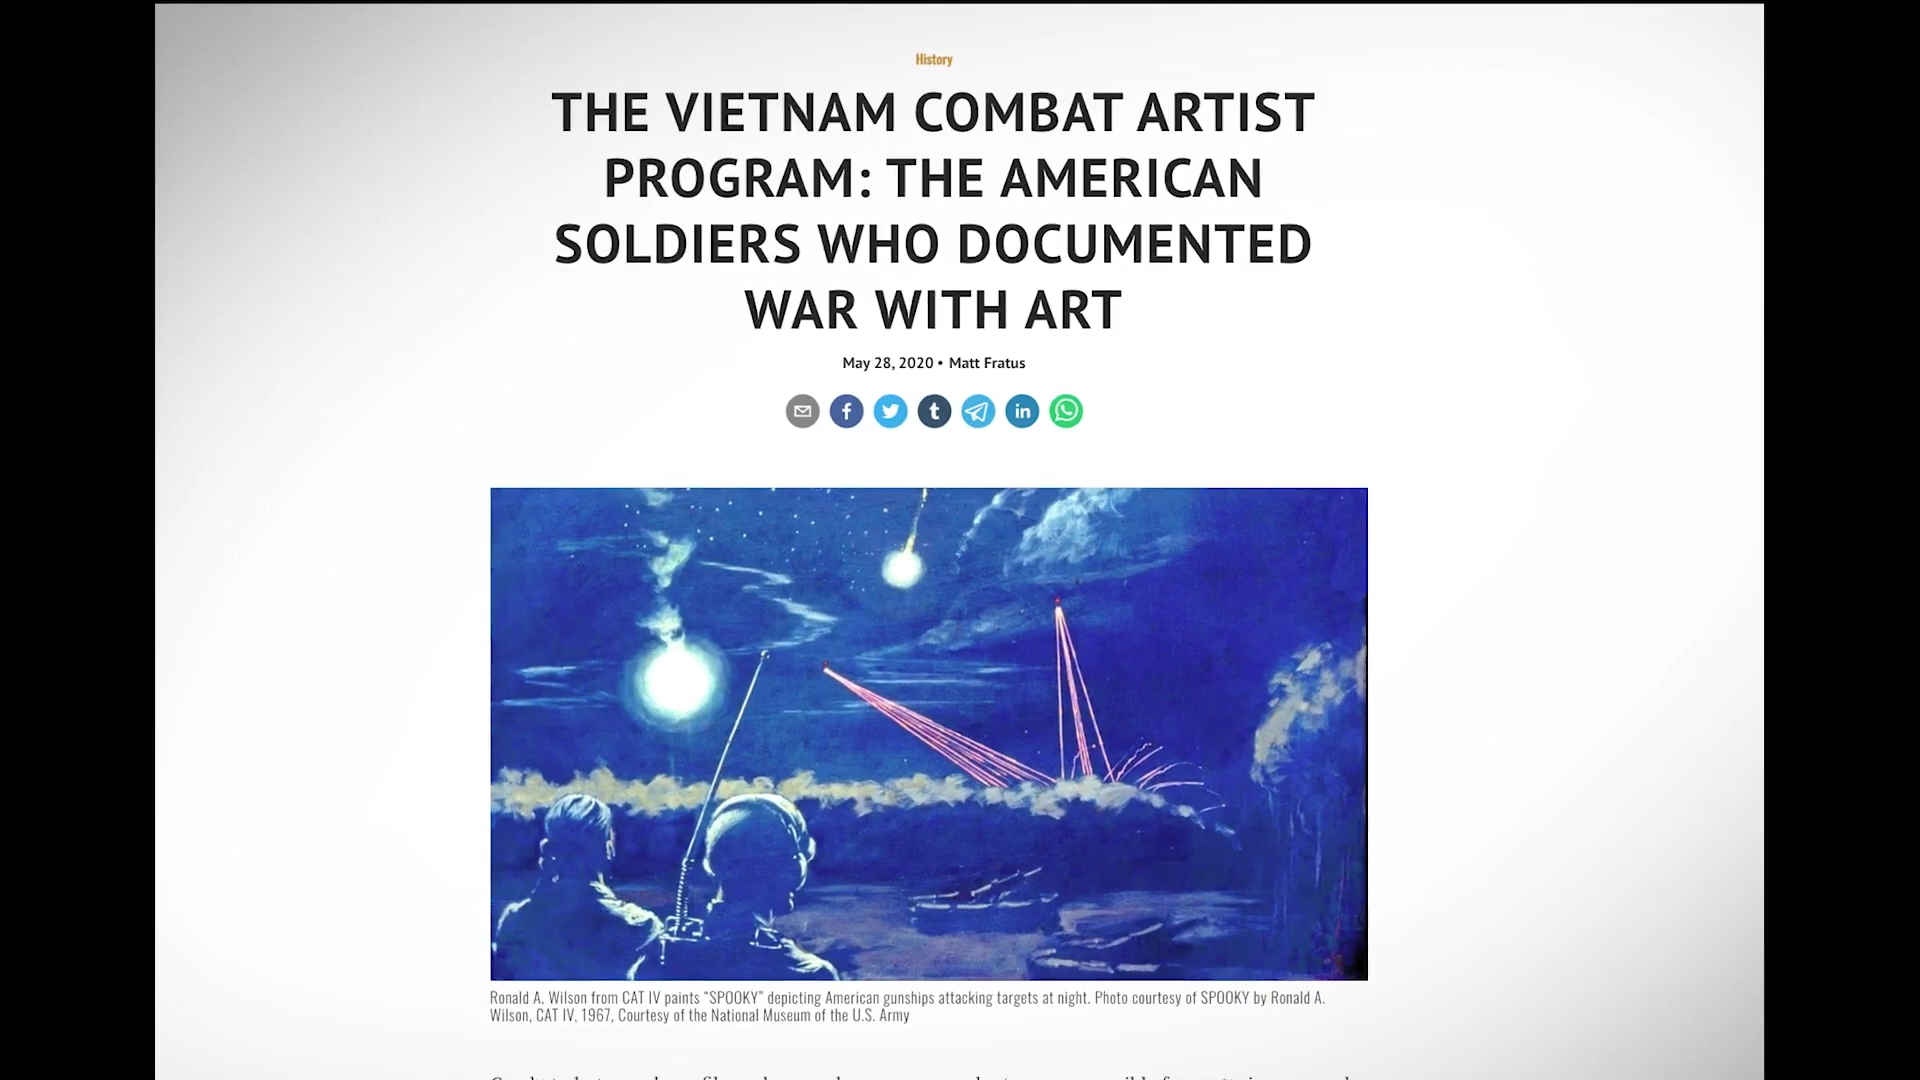 History
THE VIETNAM COMBAT ARTIST
PROGRAM: THE AMERICAN
SOLDIERS WHO DOCUMENTED
WAR WITH ART
May 28, 2020 • Matt Fratus
Ronald A. Wilson from CAT IV paints “SPOOKY” depicting American gunships attacking targets at night. Photo courtesy of SPOOKY by Ronald A.
Wilson, CAT IV, 1967, Courtesy of the National Museum of the U.S. Army